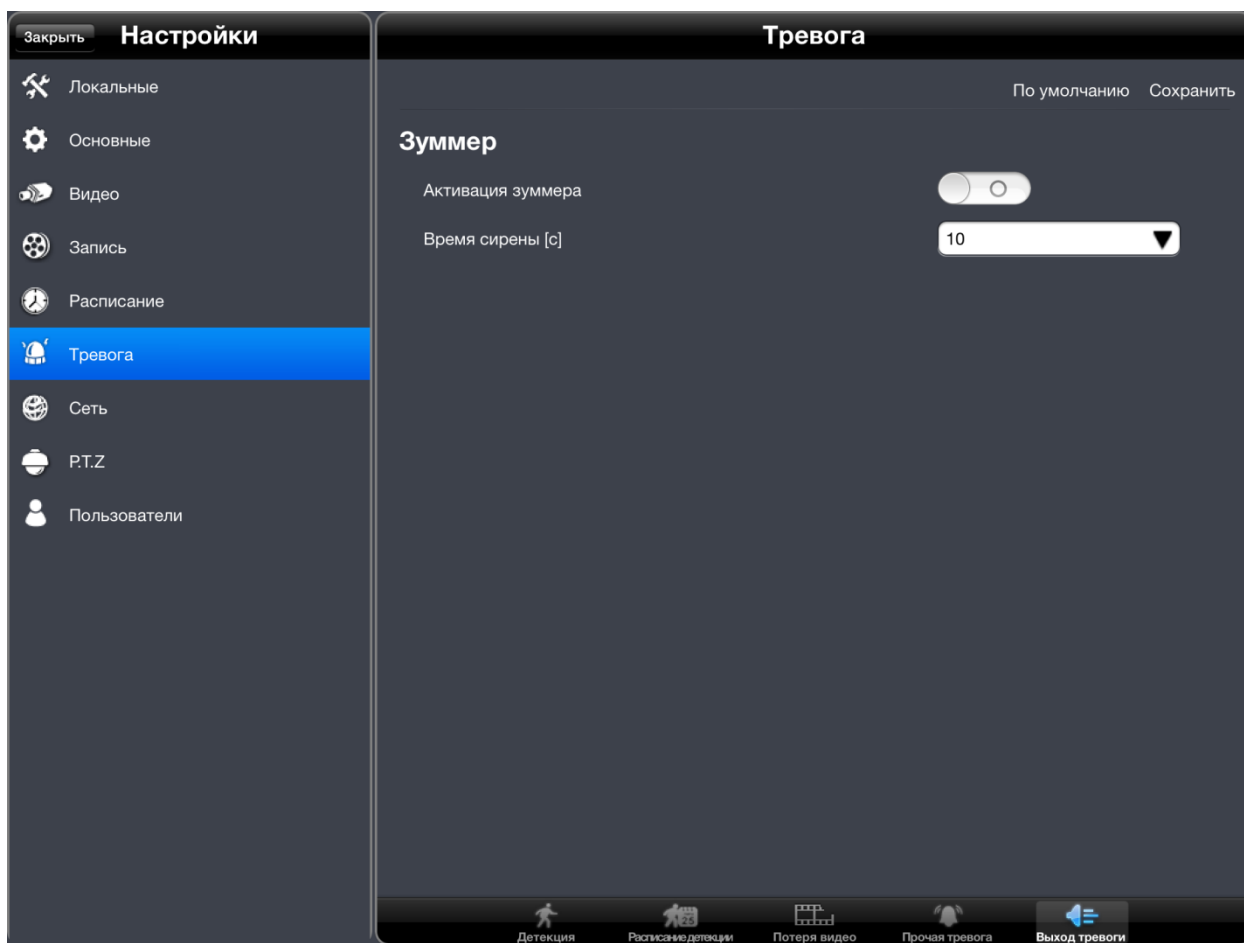 Закрыть Настройки
Локальные
Основные
Видео
Запись
Расписание
Тревога
Сеть
P.T.Z
Пользователи
Тревога
По умолчанию Сохранить
Зуммер
Активация зуммера
Время сирены [с] 10
Детекция Расписание детекции Потеря видео Прочая тревога Выход тревоги